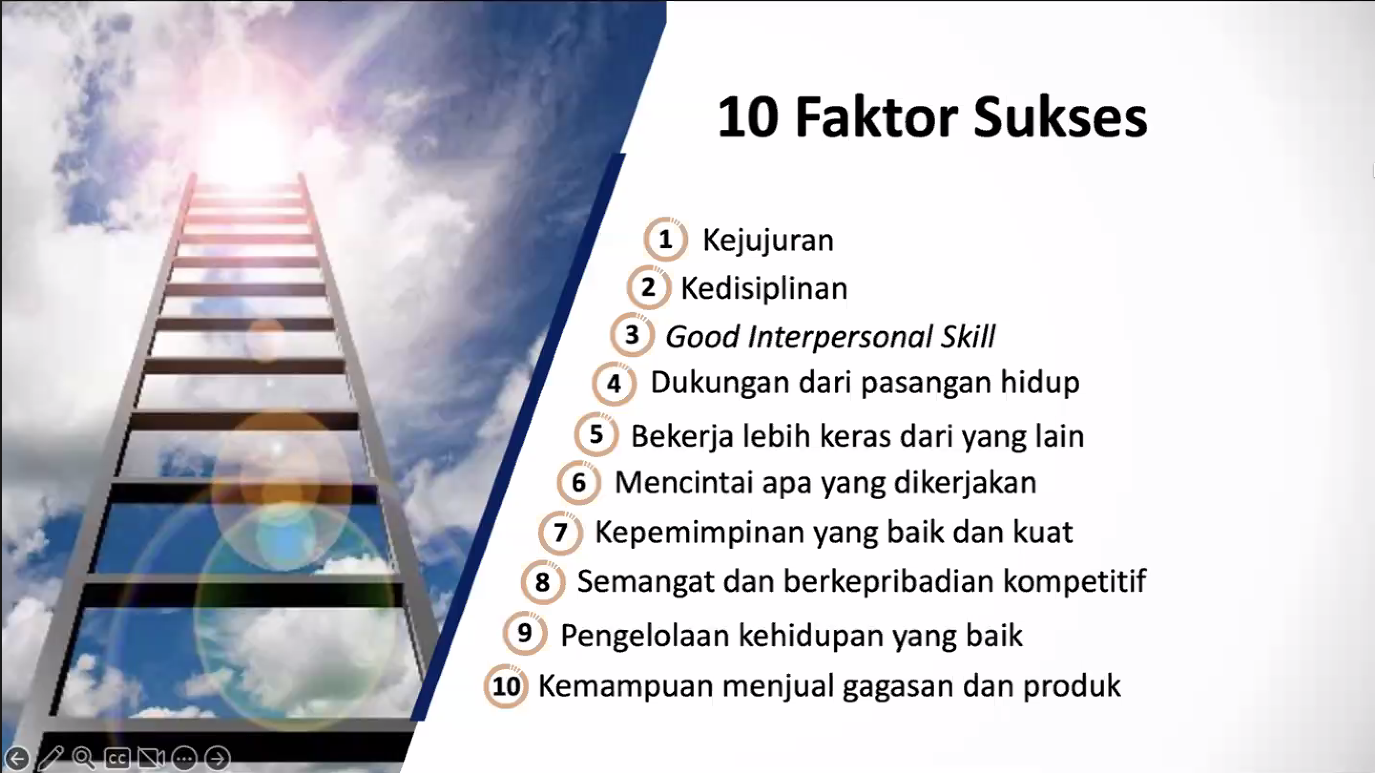 10 Faktor Sukses
1 Kejujuran
2 Kedisiplinan
3 Good Interpersonal Skill
4 Dukungan dari pasangan hidup
5 Bekerja lebih keras dari yang lain
6 Mencintai apa yang dikerjakan
7 Kepemimpinan yang baik dan kuat
8 Semangat dan berkepribadian kompetitif
9 Pengelolaan kehidupan yang baik
10 Kemampuan menjual gagasan dan produk
CC